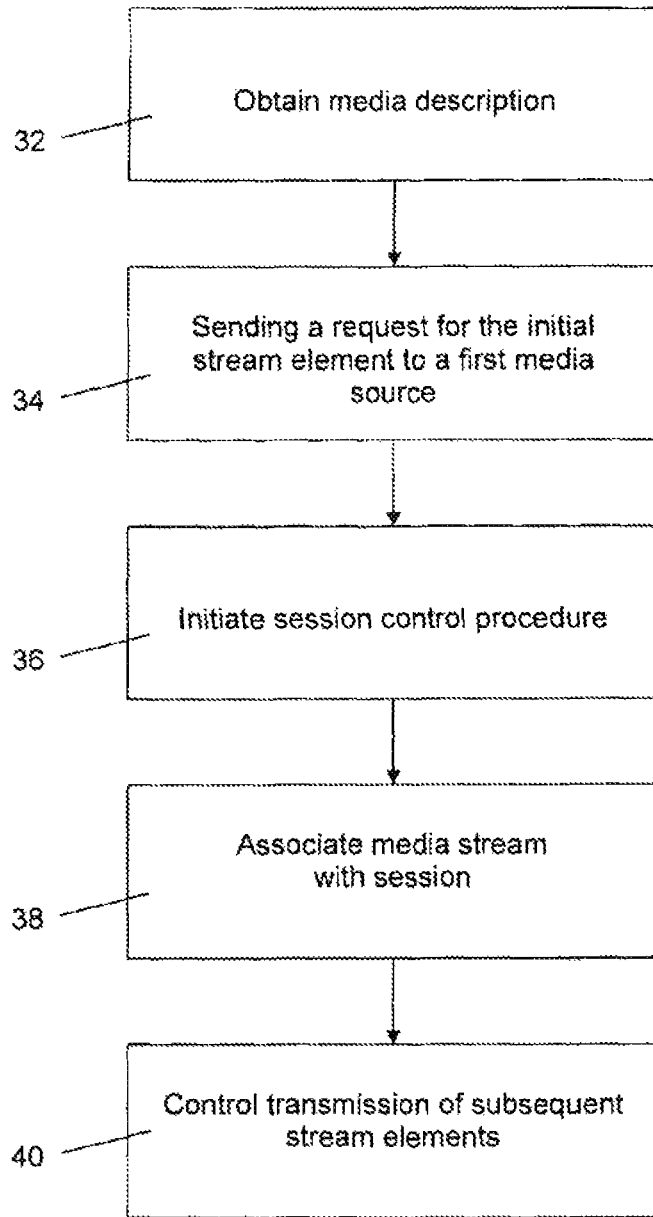 Obtain media description
32
Sending a request for the initial
stream element to a first media
source
34
Initiate session control procedure
36
Associate media stream
with session
38
Control transmission of subsequent
stream elements
40